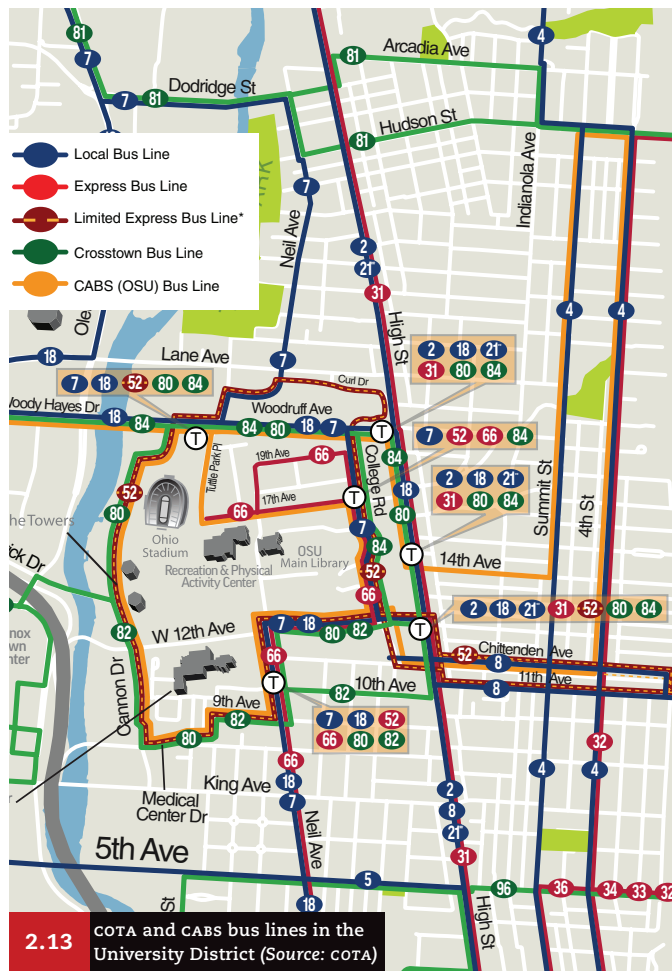 81
Arcadia Ave
4
81
7
Dodridge St
7
81
Hudson St
81
Indianola Ave
Local Bus Line
Express Bus Line
Limited Express Bus Line*
Crosstown Bus Line
CABS (OSU) Bus Line
7
Neil Ave
2
21
31
High St
4
4
18
Lane Ave
7
Curl Dr
2 18 21
31 80 84
7 18 52 80 84
Woody Hayes Dr
18
84
Woodruff Ave
84 80 18 7
T
T
7 52 66 84
19th Ave
66
Tuttle Park Pl
17th Ave
66
College Rd
84
18
80
T
2 18 21
31 80 84
Summit St
4th St
52
80
The Towers
Ohio
Stadium
Recreation & Physical
Activity Center
OSU
Main Library
7
84
52
66
T
14th Ave
2 18 21 31 52 80 84
82
W 12th Ave
7 18
80 82
T
66
52
Chittenden Ave
8
11th Ave
8
Cannon Dr
T
10th Ave
82
9th Ave
82
80
7 18 52
66 80 82
66
18
7
King Ave
Medical
Center Dr
Neil Ave
32
4
4
2
8
21
31
5th Ave
5
96
36
34
33
32
18
High St
St
2.13
COTA and CABS bus lines in the
University District (Source: COTA)